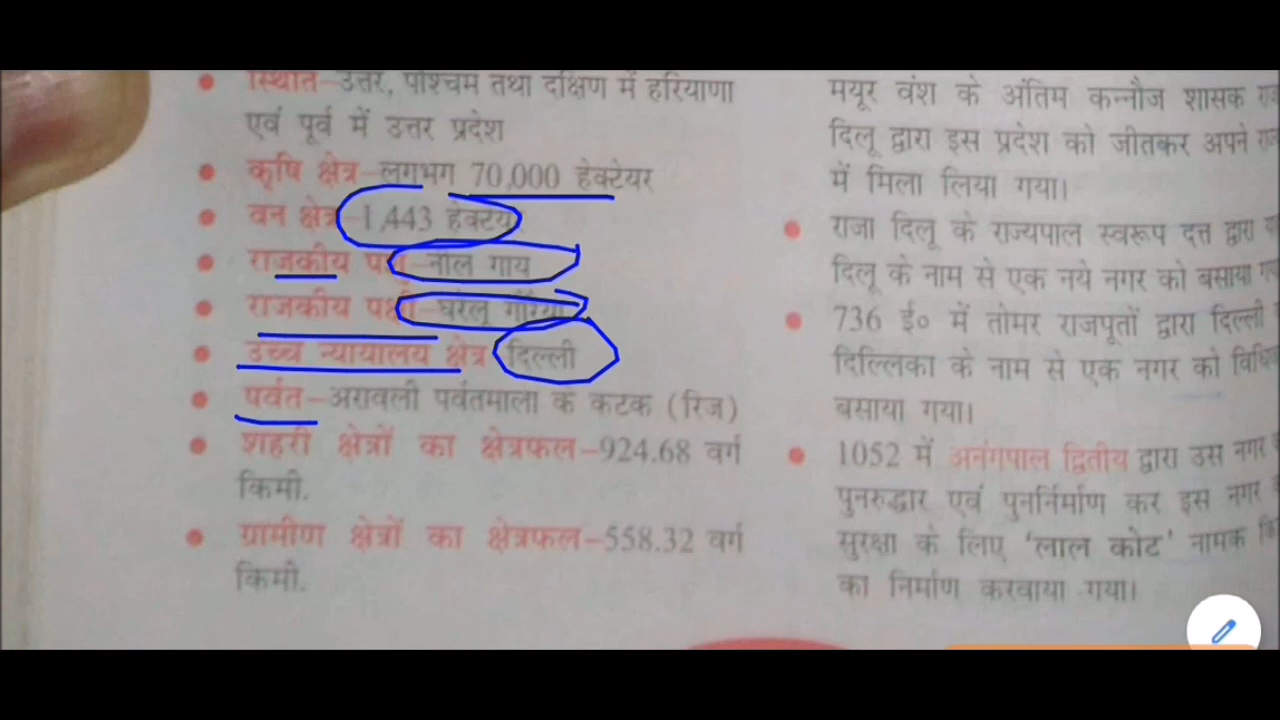 स्थिति–उत्तर, पश्चिम तथा दक्षिण में हरियाणा
एवं पूर्व में उत्तर प्रदेश
कृषि क्षेत्र–लगभग 70,000 हेक्टेयर
वन क्षेत्र–1,443 हेक्टेयर
राजकीय पशु–नील गाय
राजकीय पक्षी–घरेलू गौरैया
उच्च न्यायालय क्षेत्र–दिल्ली
पर्वत–अरावली पर्वतमाला के कटक (रिज)
शहरी क्षेत्रों का क्षेत्रफल–924.68 वर्ग
किमी.
ग्रामीण क्षेत्रों का क्षेत्रफल–558.32 वर्ग
किमी.
मयूर वंश के अंतिम कन्नौज शासक
दिलू द्वारा इस प्रदेश को जीतकर अपने
में मिला लिया गया।
राजा दिलू के राज्यपाल स्वरूप दत्त द्वारा
दिलू के नाम से एक नये नगर को बसाया
736 ई० में तोमर राजपूतों द्वारा दिल्ली
दिल्लिका के नाम से एक नगर को
बसाया गया।
1052 में अनंगपाल द्वितीय द्वारा उस नगर
पुनरुद्धार एवं पुनर्निर्माण कर इस नगर
सुरक्षा के लिए 'लाल कोट' नामक
का निर्माण करवाया गया।